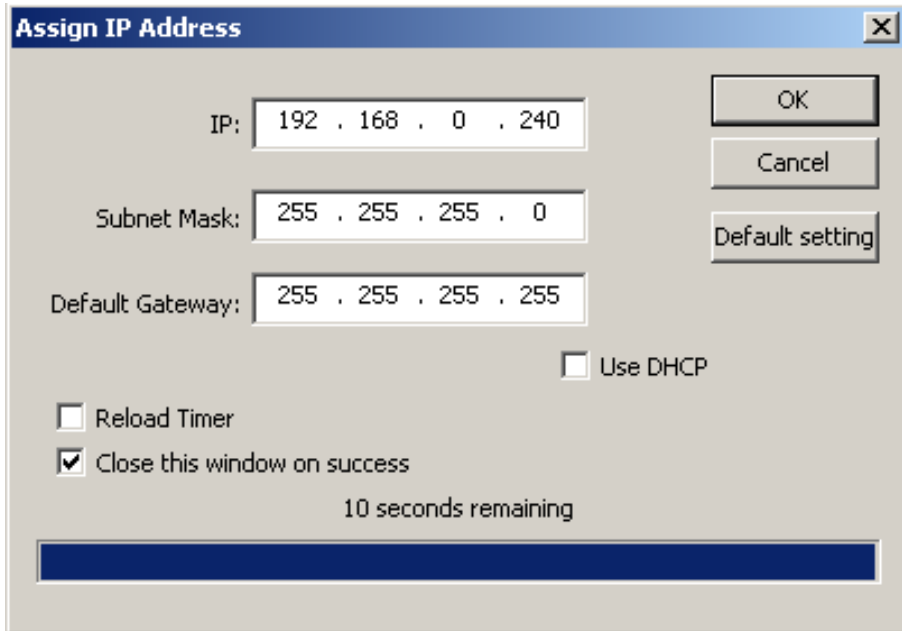 Assign IP Address
IP: 192 . 168 . 0 . 240
OK
Cancel
Subnet Mask: 255 . 255 . 255 . 0
Default setting
Default Gateway: 255 . 255 . 255 . 255
Use DHCP
Reload Timer
Close this window on success
10 seconds remaining